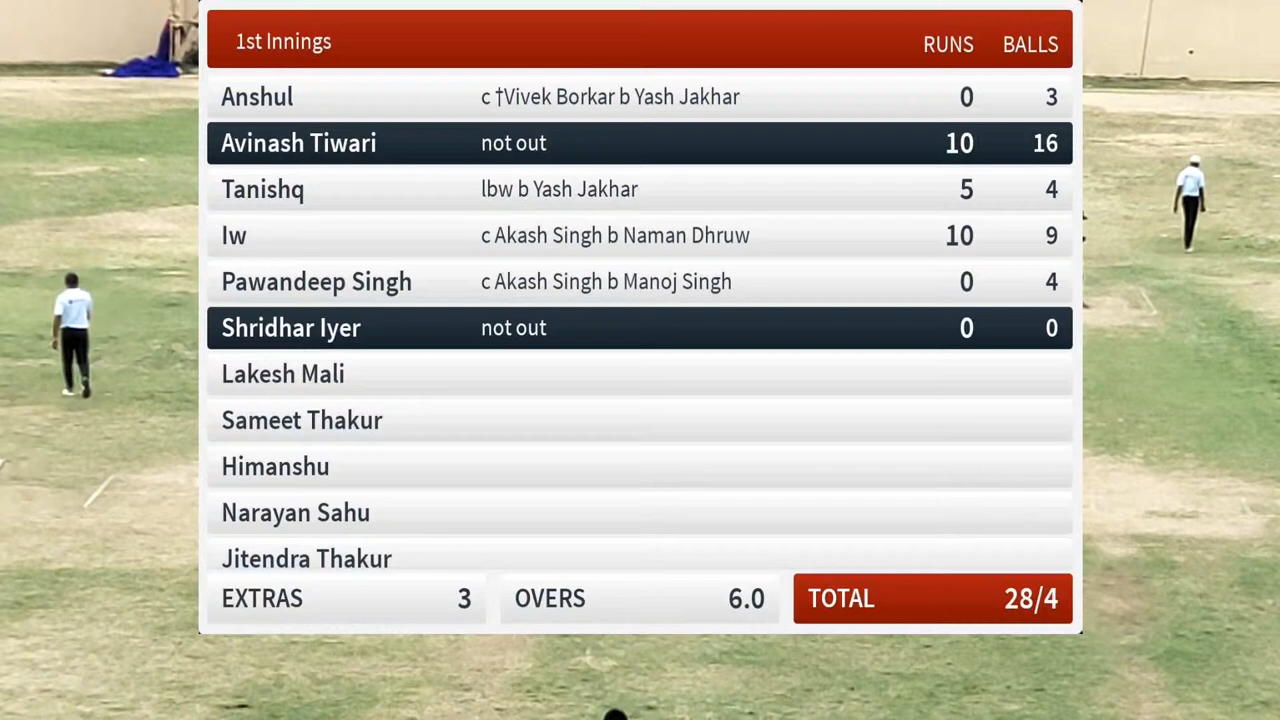 1st Innings RUNS BALLS
Anshul c †Vivek Borkar b Yash Jakhar 0 3
Avinash Tiwari not out 10 16
Tanishq lbw b Yash Jakhar 5 4
Iw c Akash Singh b Naman Dhruw 10 9
Pawandeep Singh c Akash Singh b Manoj Singh 0 4
Shridhar Iyer not out 0 0
Lakesh Mali
Sameet Thakur
Himanshu
Narayan Sahu
Jitendra Thakur
EXTRAS 3 OVERS 6.0 TOTAL 28/4